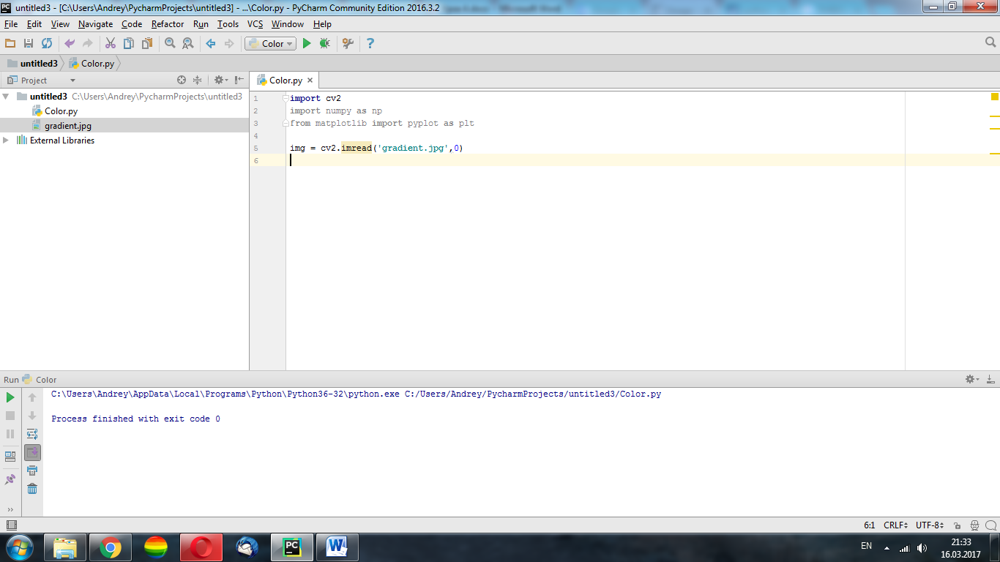 untitled3 - [C:\Users\Andrey\PycharmProjects\untitled3] - ...\Color.py - PyCharm Community Edition 2016.3.2
File Edit View Navigate Code Refactor Run Tools VCS Window Help
Color
untitled3 Color.py
Project
Color.py
untitled3 C:\Users\Andrey\PycharmProjects\untitled3
Color.py
gradient.jpg
External Libraries
1 import cv2
2 import numpy as np
3 from matplotlib import pyplot as plt
4
5 img = cv2.imread('gradient.jpg',0)
6
Run Color
C:\Users\Andrey\AppData\Local\Programs\Python\Python36-32\python.exe C:/Users/Andrey/PycharmProjects/untitled3/Color.py
Process finished with exit code 0
6:1 CRLF UTF-8
PC
W
EN
21:33
16.03.2017